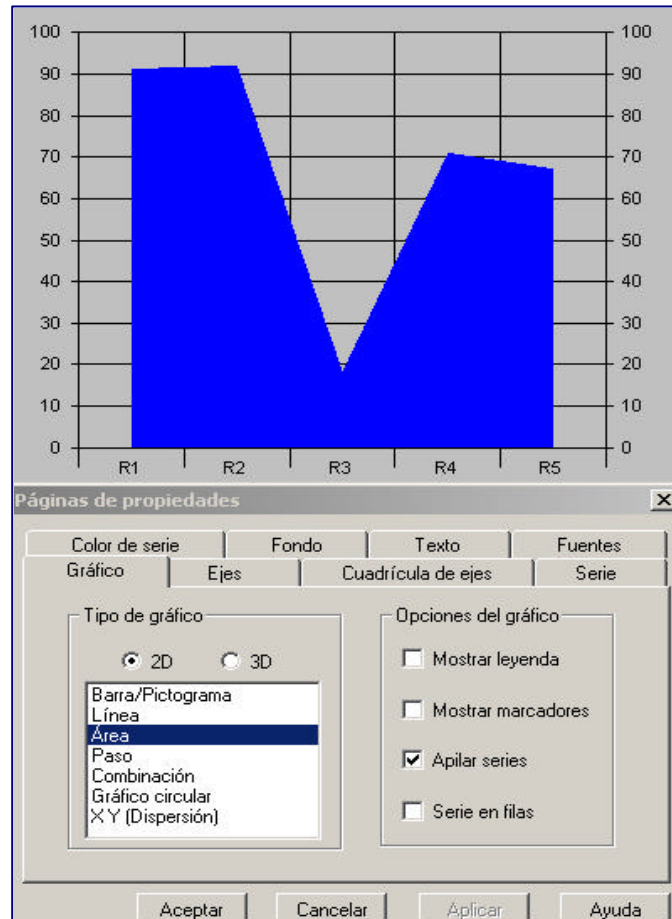 100 100
90 90
80 80
70 70
60 60
50 50
40 40
30 30
20 20
10 10
0 0
R1 R2 R3 R4 R5
Páginas de propiedades
Color de serie Fondo Texto Fuentes
Gráfico Ejes Cuadrícula de ejes Serie
Tipo de gráfico Opciones del gráfico
2D 3D Mostrar leyenda
Barra/Pictograma
Línea Mostrar marcadores
Área
Paso Apilar series
Combinación
Gráfico circular Serie en filas
X Y (Dispersión)
Aceptar Cancelar Aplicar Ayuda